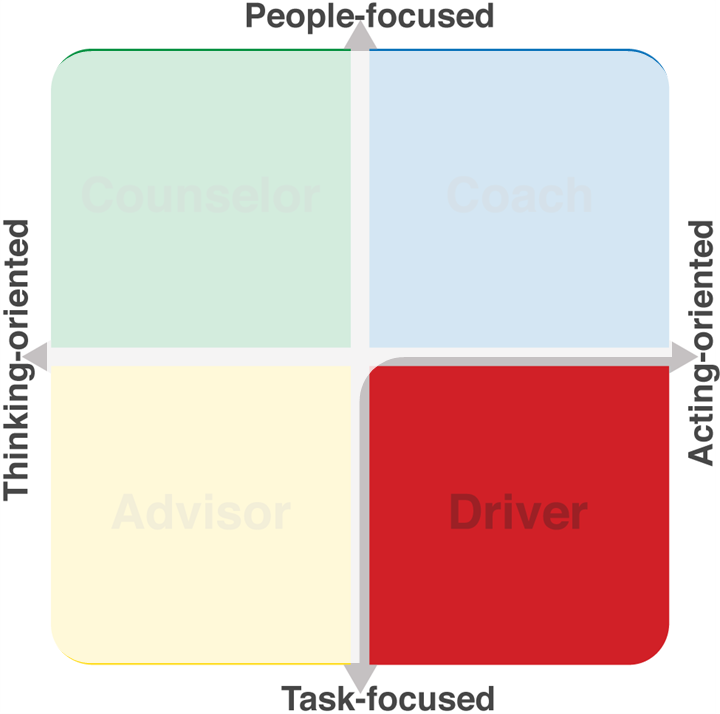 People-focused
Counselor
Coach
Thinking-oriented
Acting-oriented
Advisor
Driver
Task-focused